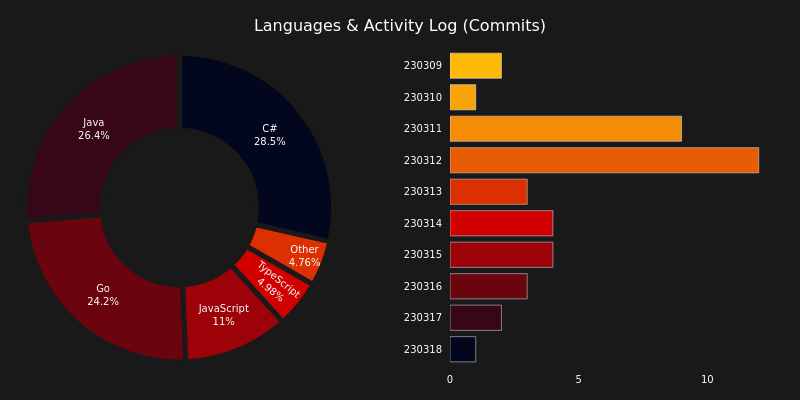 Languages & Activity Log (Commits)
Java
26.4%
C#
28.5%
Other
4.76%
TypeScript
4.98%
JavaScript
11%
Go
24.2%
230309
230310
230311
230312
230313
230314
230315
230316
230317
230318
0
5
10